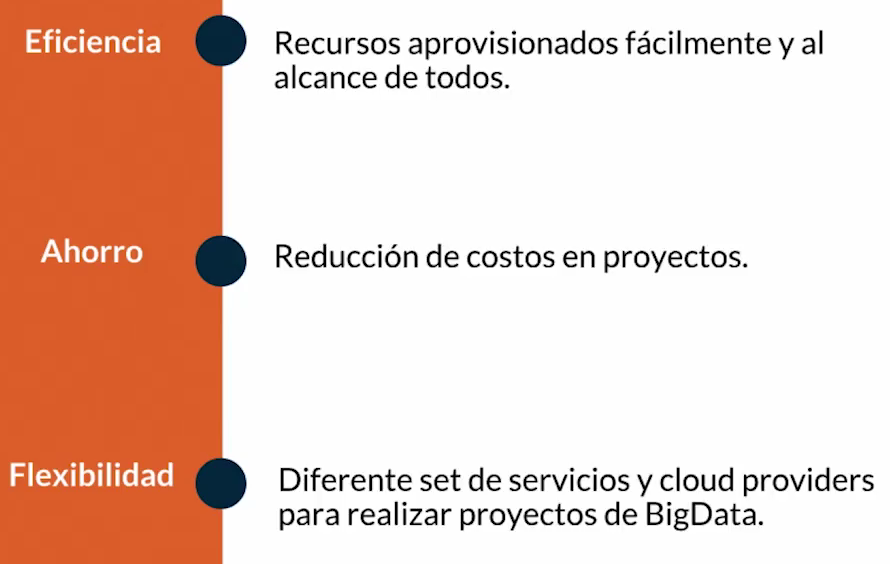 Eficiencia
Recursos aprovisionados fácilmente y al
alcance de todos.
Ahorro
Reducción de costos en proyectos.
Flexibilidad
Diferente set de servicios y cloud providers
para realizar proyectos de BigData.